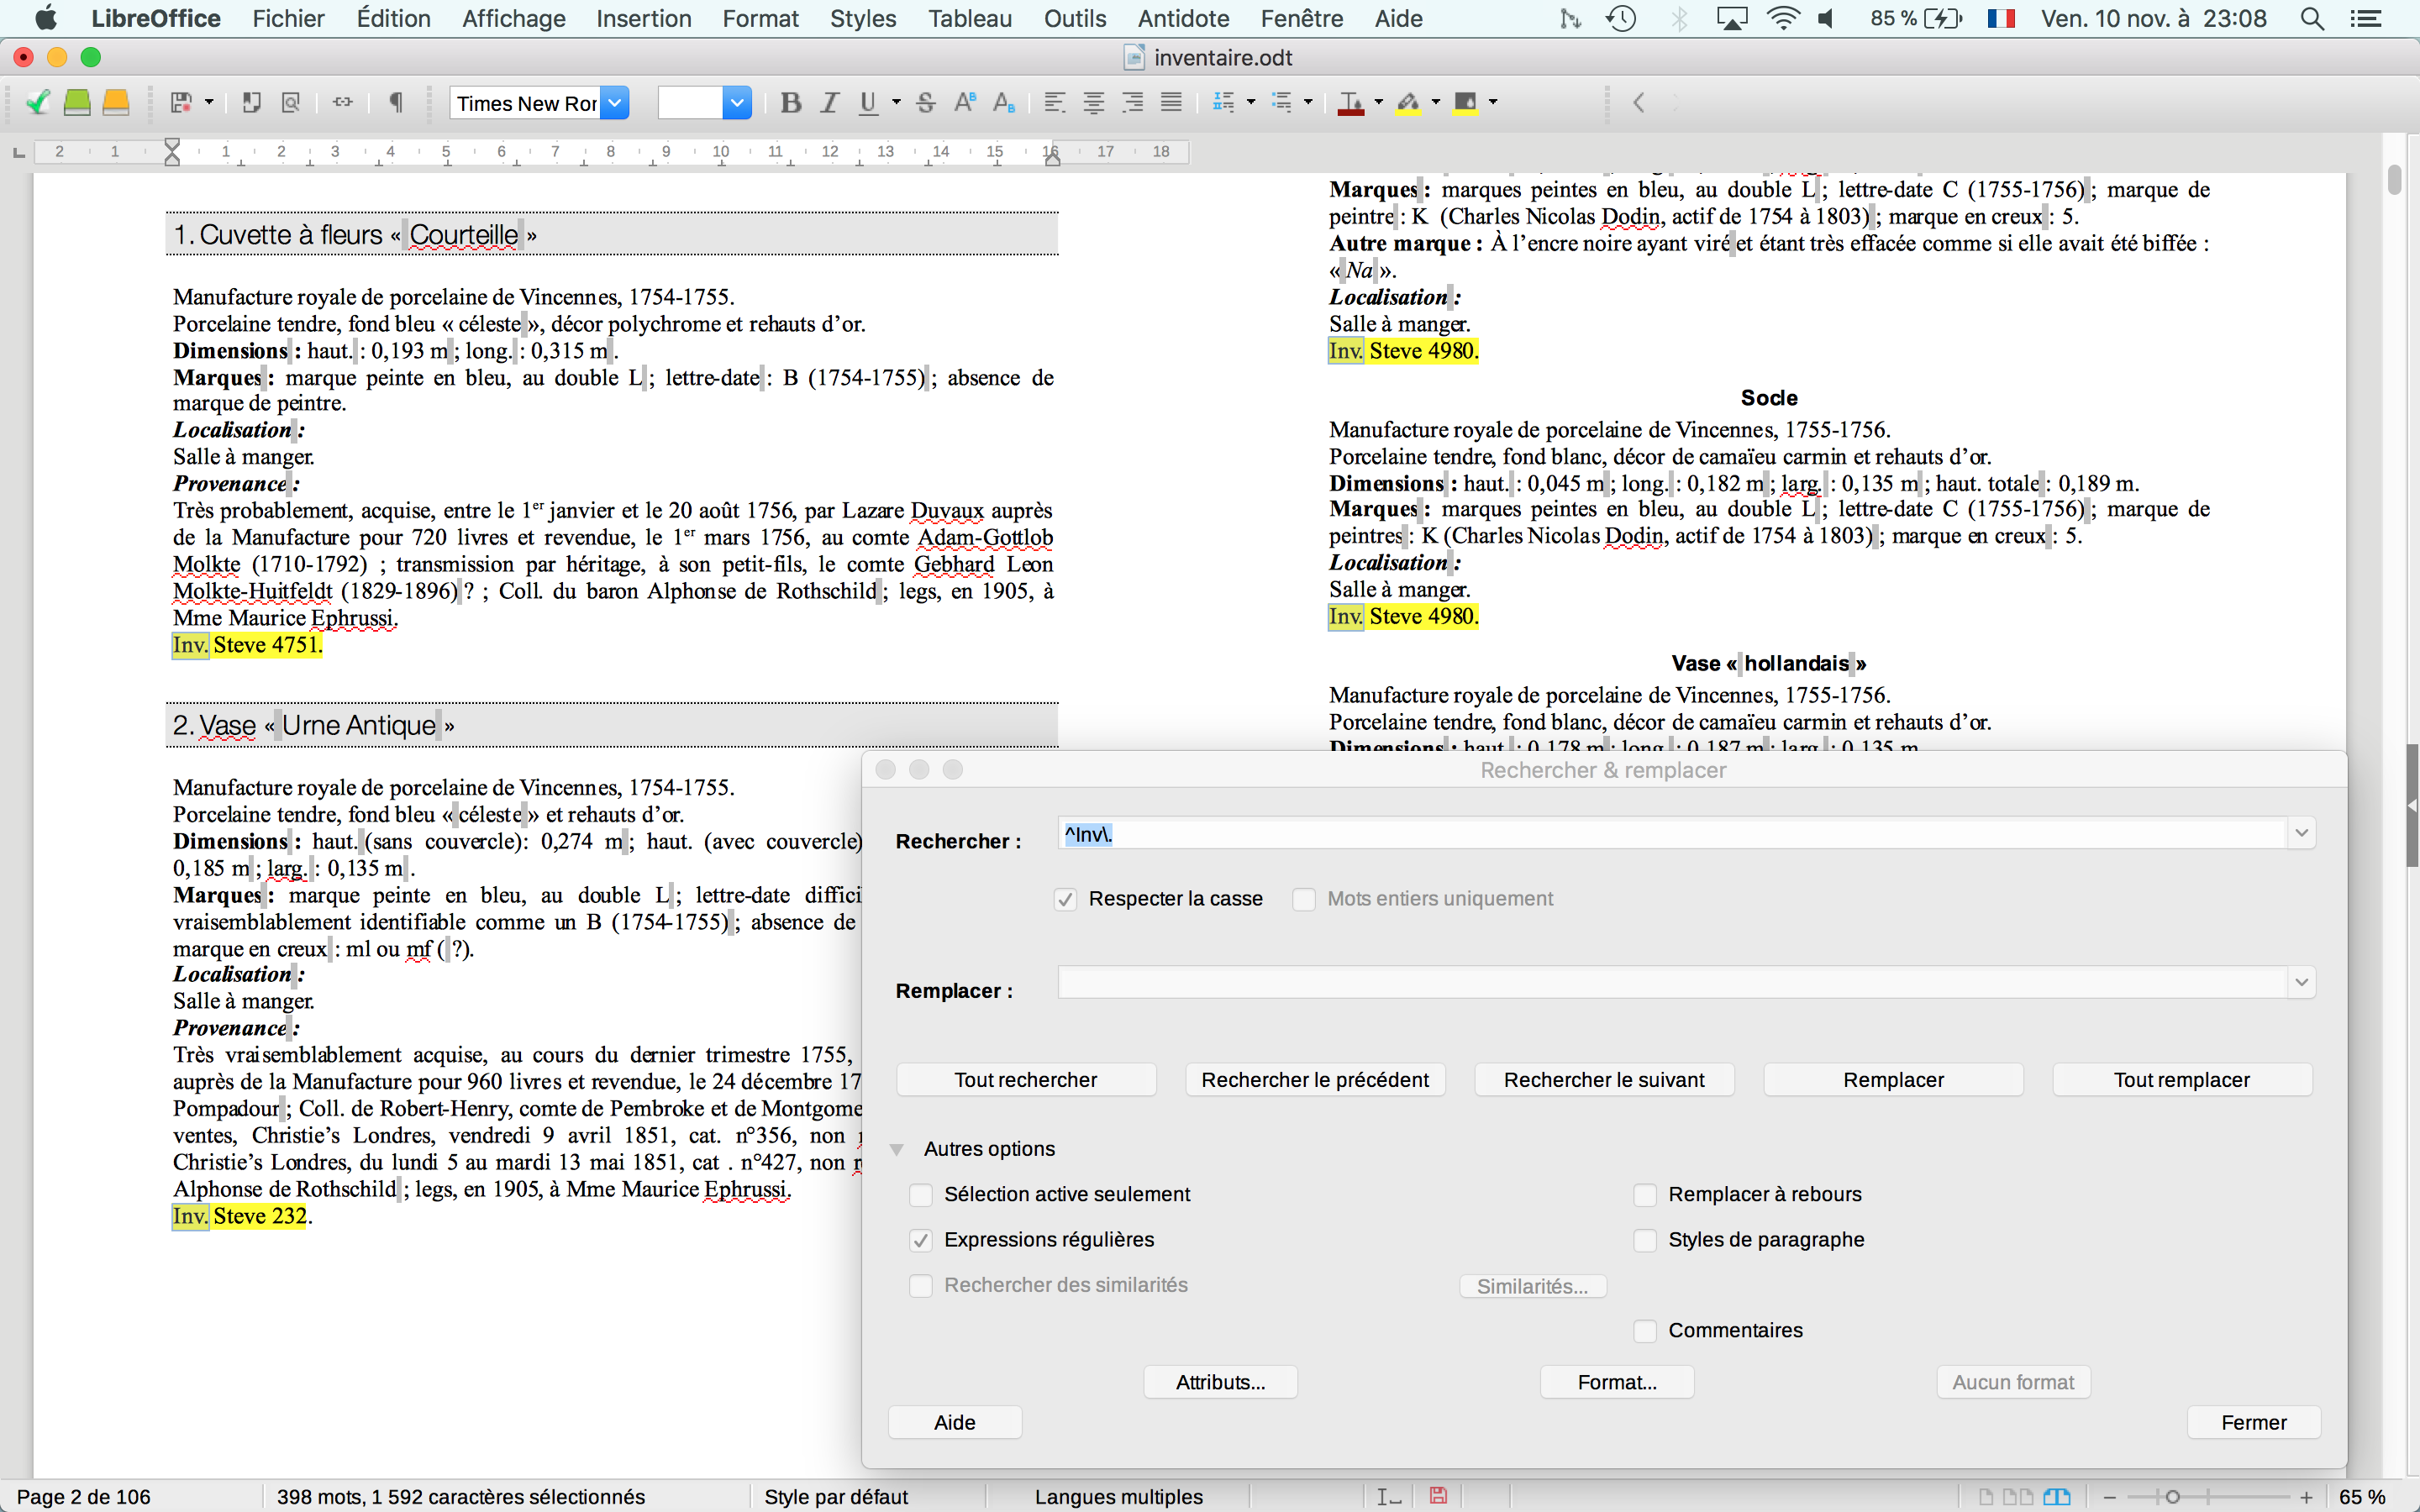 LibreOffice Fichier Édition Affichage Insertion Format Styles Tableau Outils Antidote Fenêtre Aide 85 % Ven. 10 nov. à 23:08
inventaire.odt
Times New Ror
2 1 1 2 3 4 5 6 7 8 9 10 11 12 13 14 15 16 17 18
1. Cuvette à fleurs « Courteille »
Manufacture royale de porcelaine de Vincennes, 1754-1755.
Porcelaine tendre, fond bleu « céleste », décor polychrome et rehauts d’or.
Dimensions : haut. : 0,193 m ; long. : 0,315 m .
Marques : marque peinte en bleu, au double L ; lettre-date : B (1754-1755) ; absence de
marque de peintre.
Localisation :
Salle à manger.
Provenance :
Très probablement, acquise, entre le 1er janvier et le 20 août 1756, par Lazare Duvaux auprès
de la Manufacture pour 720 livres et revendue, le 1er mars 1756, au comte Adam-Gottlob
Molkte (1710-1792) ; transmission par héritage, à son petit-fils, le comte Gebhard Leon
Molkte-Huitfeldt (1829-1896) ? ; Coll. du baron Alphonse de Rothschild ; legs, en 1905, à
Mme Maurice Ephrussi.
Inv. Steve 4751.
2. Vase « Urne Antique »
Manufacture royale de porcelaine de Vincennes, 1754-1755.
Porcelaine tendre, fond bleu « céleste » et rehauts d’or.
Dimensions : haut. (sans couvercle): 0,274 m ; haut. (avec couvercle)
0,185 m ; larg. : 0,135 m .
Marques : marque peinte en bleu, au double L ; lettre-date diffici
vraisemblablement identifiable comme un B (1754-1755) ; absence de
marque en creux : ml ou mf ( ?).
Localisation :
Salle à manger.
Provenance :
Très vraisemblablement acquise, au cours du dernier trimestre 1755,
auprès de la Manufacture pour 960 livres et revendue, le 24 décembre 17
Pompadour ; Coll. de Robert-Henry, comte de Pembroke et de Montgome
ventes, Christie’s Londres, vendredi 9 avril 1851, cat. n°356, non
Christie’s Londres, du lundi 5 au mardi 13 mai 1851, cat . n°427, non
Alphonse de Rothschild ; legs, en 1905, à Mme Maurice Ephrussi.
Inv. Steve 232.
Marques : marques peintes en bleu, au double L ; lettre-date C (1755-1756) ; marque de
peintre : K (Charles Nicolas Dodin, actif de 1754 à 1803) ; marque en creux : 5.
Autre marque : À l’encre noire ayant viré et étant très effacée comme si elle avait été biffée :
« Na ».
Localisation :
Salle à manger.
Inv. Steve 4980.
Socle
Manufacture royale de porcelaine de Vincennes, 1755-1756.
Porcelaine tendre, fond blanc, décor de camaïeu carmin et rehauts d’or.
Dimensions : haut. : 0,045 m ; long. : 0,182 m ; larg. : 0,135 m ; haut. totale : 0,189 m.
Marques : marques peintes en bleu, au double L ; lettre-date C (1755-1756) ; marque de
peintres : K (Charles Nicolas Dodin, actif de 1754 à 1803) ; marque en creux : 5.
Localisation :
Salle à manger.
Inv. Steve 4980.
Vase « hollandais »
Manufacture royale de porcelaine de Vincennes, 1755-1756.
Porcelaine tendre, fond blanc, décor de camaïeu carmin et rehauts d’or.
Dimensions : haut. : 0,178 m ; long. : 0,187 m ; larg. : 0,135 m
Rechercher & remplacer
Rechercher : ^Inv\.
Respecter la casse Mots entiers uniquement
Remplacer :
Tout rechercher Rechercher le précédent Rechercher le suivant Remplacer Tout remplacer
Autres options
Sélection active seulement Remplacer à rebours
Expressions régulières Styles de paragraphe
Rechercher des similarités Similarités...
Commentaires
Attributs... Format... Aucun format
Aide Fermer
Page 2 de 106 398 mots, 1 592 caractères sélectionnés Style par défaut Langues multiples 65 %